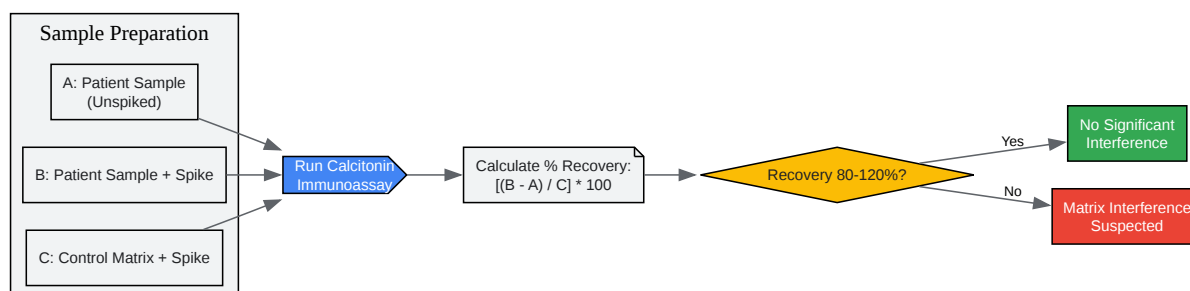 Sample Preparation
A: Patient Sample
(Unspiked)
B: Patient Sample + Spike
C: Control Matrix + Spike
Run Calcitonin
Immunoassay
Calculate % Recovery:
[(B - A) / C] * 100
Recovery 80-120%?
Yes
No
No Significant
Interference
Matrix Interference
Suspected